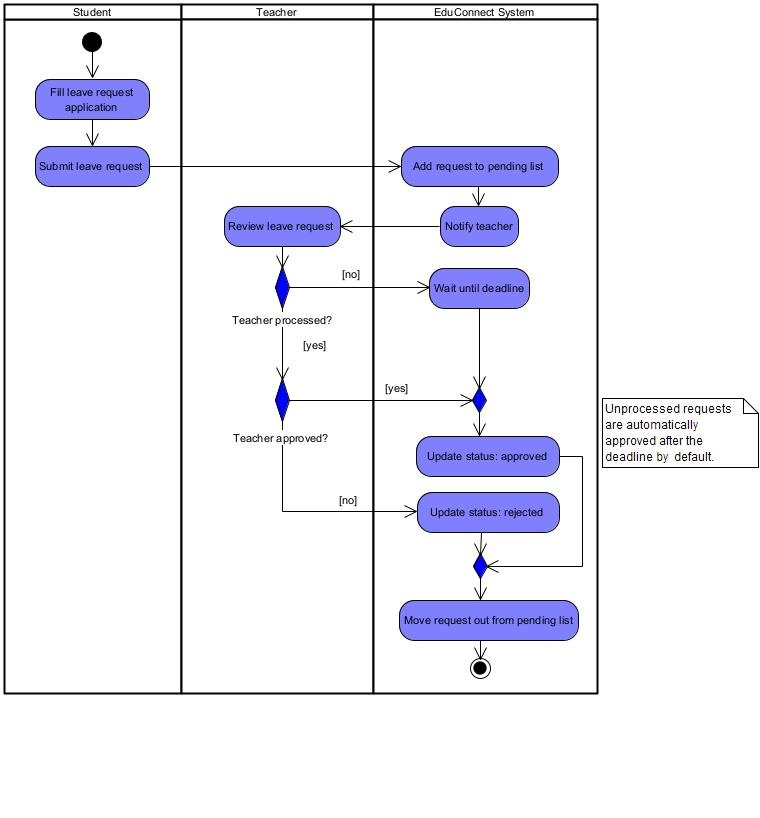 Student
Teacher
EduConnect System
Fill leave request
application
Submit leave request
Add request to pending list
Review leave request
Notify teacher
[no]
Wait until deadline
Teacher processed?
[yes]
[yes]
Unprocessed requests
are automatically
approved after the
deadline by default.
Teacher approved?
Update status: approved
[no]
Update status: rejected
Move request out from pending list